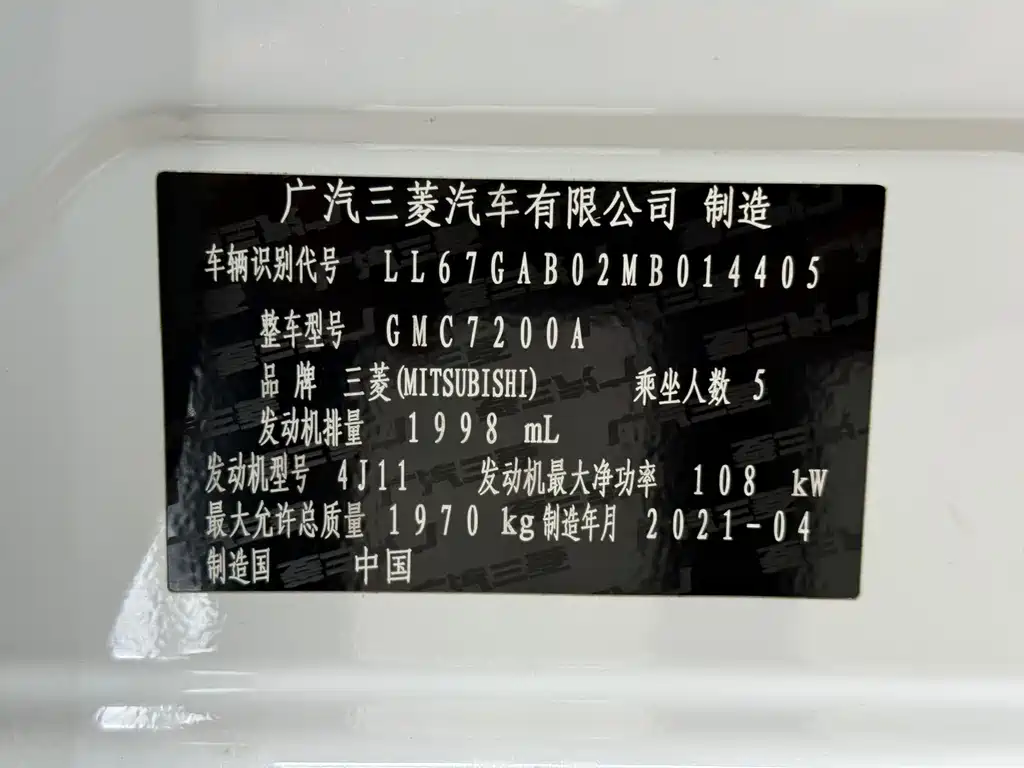 广汽三菱汽车有限公司 制造
车辆识别代号 LL67GAB02MB014405
整车型号 GMC7200A
品牌 三菱(MITSUBISHI) 乘坐人数 5
发动机排量 1998 mL
发动机型号 4J11 发动机最大净功率 108 kW
最大允许总质量 1970 kg 制造年月 2021-04
制造国 中国